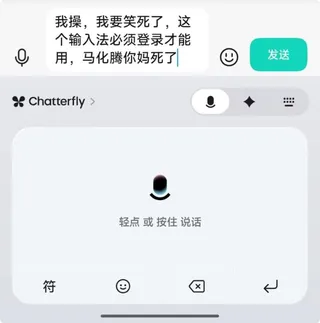 我操，我要笑死了，这
个输入法必须登录才能
用，马化腾你妈死了
发送
Chatterfly
轻点 或 按住 说话
符